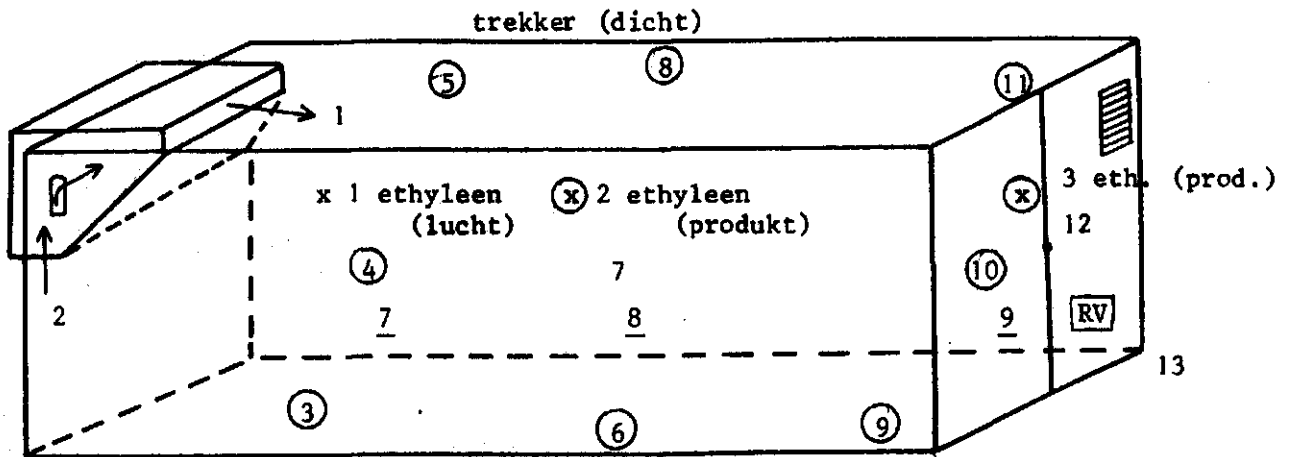 trekker (dicht)
5 8 11
1
x 1 ethyleen x 2 ethyleen x 3 eth. (prod.)
(lucht) (produkt)
12
4 7 10
2 7 8 9 RV
13
3 6 9